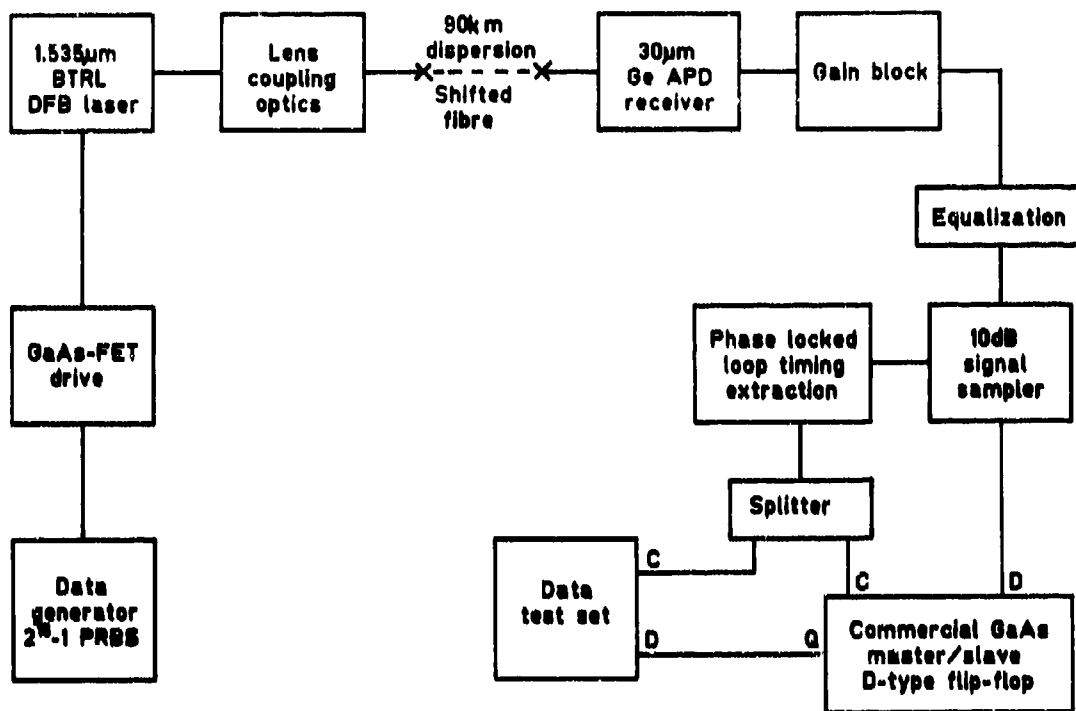 1.535µm
BTRL
DFB laser
Lens
coupling
optics
90km
dispersion
Shifted
fibre
30µm
Ge APD
receiver
Gain block
Equalization
GaAs-FET
drive
Phase locked
loop timing
extraction
10dB
signal
sampler
Splitter
Data
generator
PRBS
Data
test set
C
D
C
D
Q
Commercial GaAs
master/slave
D-type flip-flop